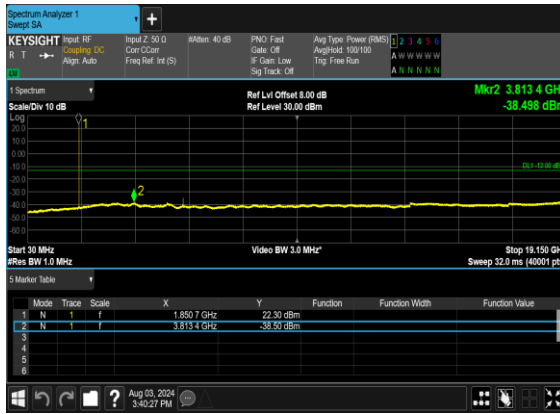 Spectrum Analyzer 1
Swept SA
KEYSIGHT Input: RF Input Z: 50 Ω #Atten: 40 dB PNO: Fast Avg Type: Power (RMS) 1 2 3 4 5 6
R T Coupling: DC Corr CCorr Gate: Off Avg|Hold: 100/100 A W W W W W
Align: Auto Freq Ref: Int (S) IF Gain: Low Trig: Free Run
Sig Track: Off A N N N N N
1 Spectrum Ref Lvl Offset 8.00 dB Mkr2 3.813 4 GH
Scale/Div 10 dB Ref Level 30.00 dBm -38.498 dBr
Log
20.0
10.0
0.00
-10.0
-20.0
-30.0
-40.0
-50.0
-60.0
1
2
DL1 -13.00 dB
Start 30 MHz Video BW 3.0 MHz* Stop 19.150 GH
#Res BW 1.0 MHz Sweep 32.0 ms (40001 pt
5 Marker Table
Mode Trace Scale X Y Function Function Width Function Value
1 N 1 f 1.850 7 GHz 22.30 dBm
2 N 1 f 3.813 4 GHz -38.50 dBm
3
4
5
6
? Aug 03, 2024
3:40:27 PM